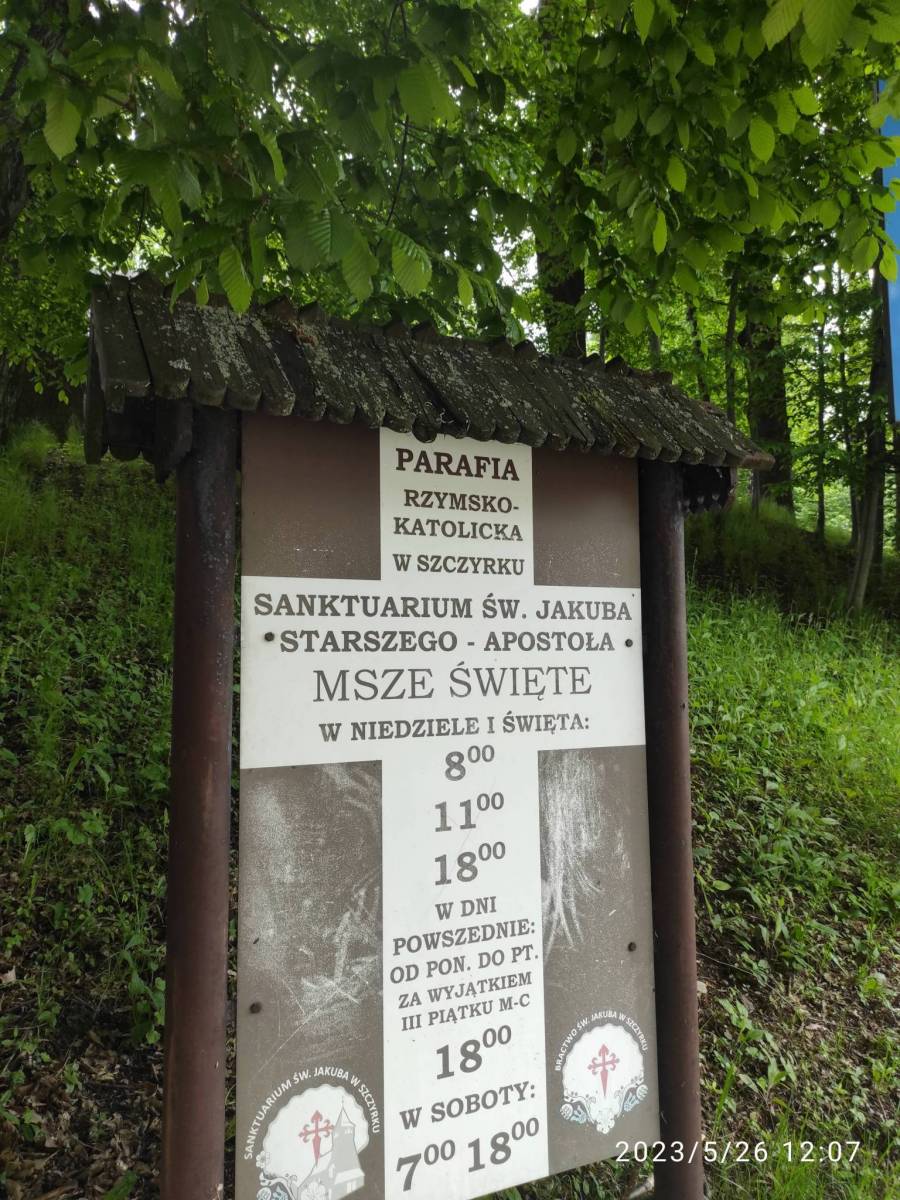 PARAFIA
RZYMSKO-
KATOLICKA
W SZCZYRKU
SANKTUARIUM ŚW. JAKUBA
STARSZEGO - APOSTOŁA
MSZE ŚWIĘTE
W NIEDZIELE I ŚWIĘTA:
8⁰⁰
11⁰⁰
18⁰⁰
W DNI
POWSZEDNIE:
OD PON. DO PT.
ZA WYJĄTKIEM
III PIĄTKU M-C
18⁰⁰
W SOBOTY:
7⁰⁰ 18⁰⁰
SANKTUARIUM ŚW. JAKUBA W SZCZYRKU
BRACTWO ŚW. JAKUBA W SZCZYRKU
2023/5/26 12:07